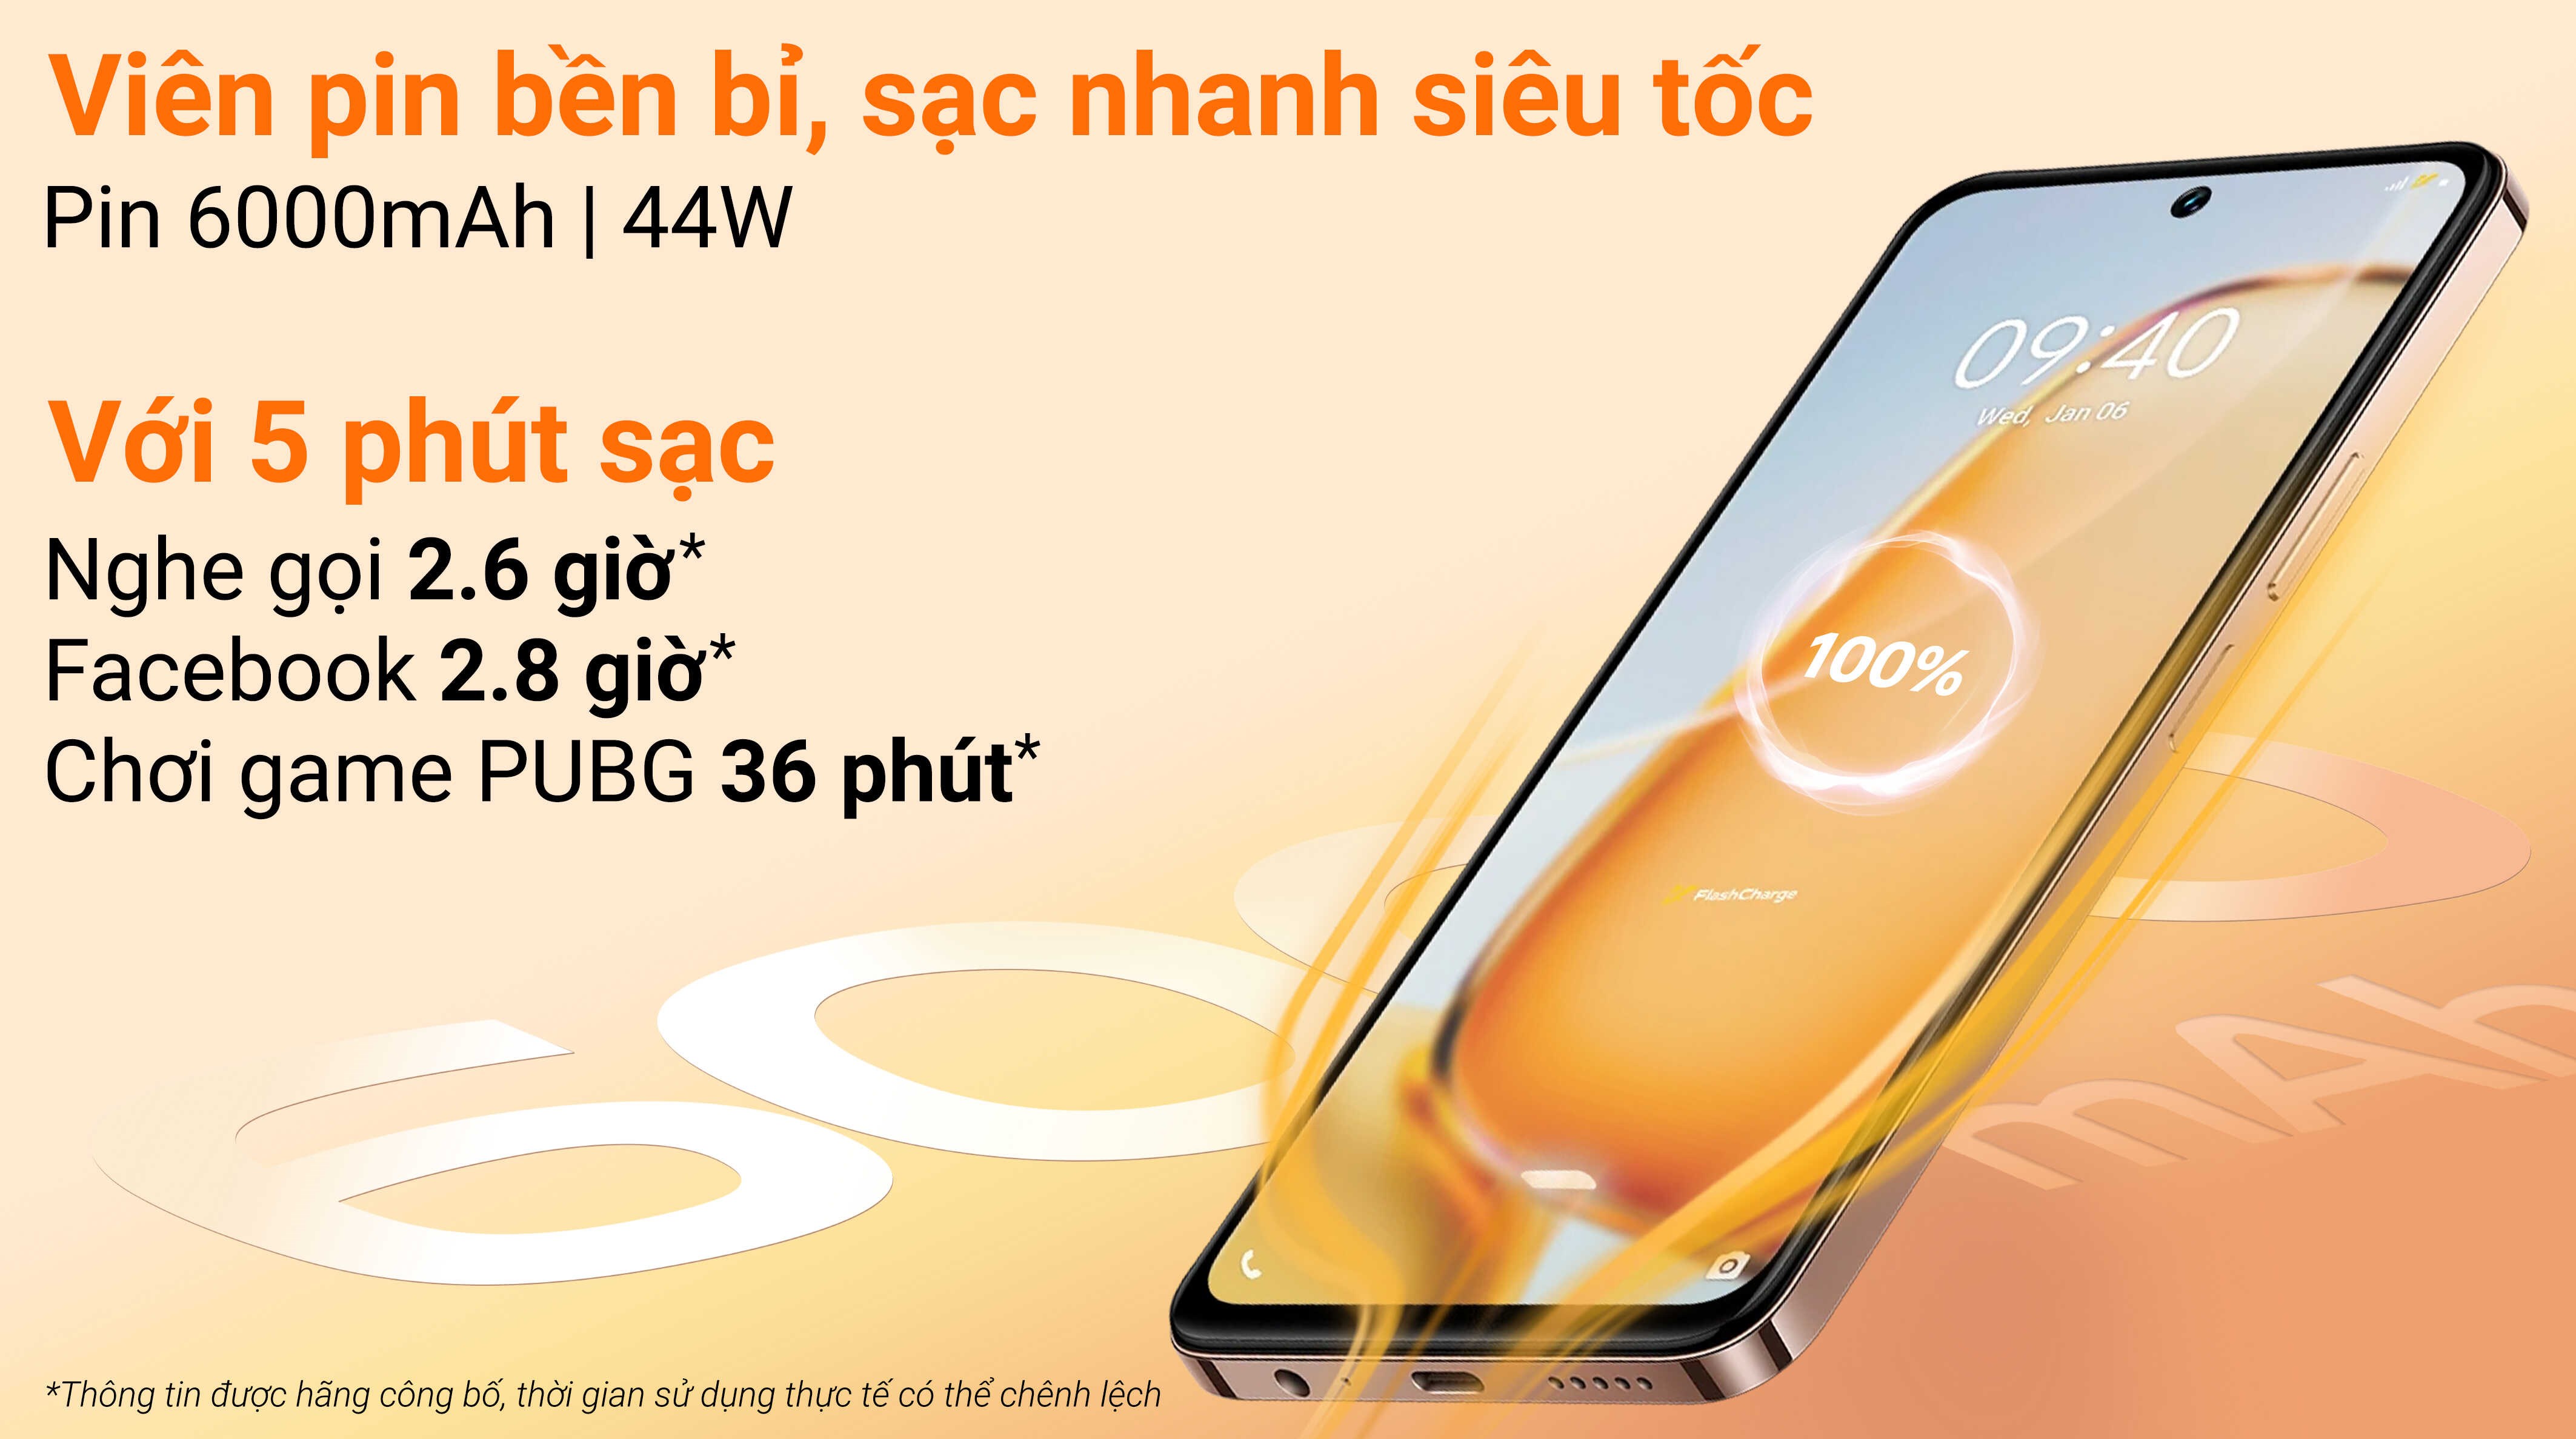 Viên pin bền bỉ, sạc nhanh siêu tốc
Pin 6000mAh | 44W
Với 5 phút sạc
Nghe gọi 2.6 giờ*
Facebook 2.8 giờ*
Chơi game PUBG 36 phút*
09:40
Wed, Jan 06
100%
FlashCharge
6000
mAh
*Thông tin được hãng công bố, thời gian sử dụng thực tế có thể chênh lệch